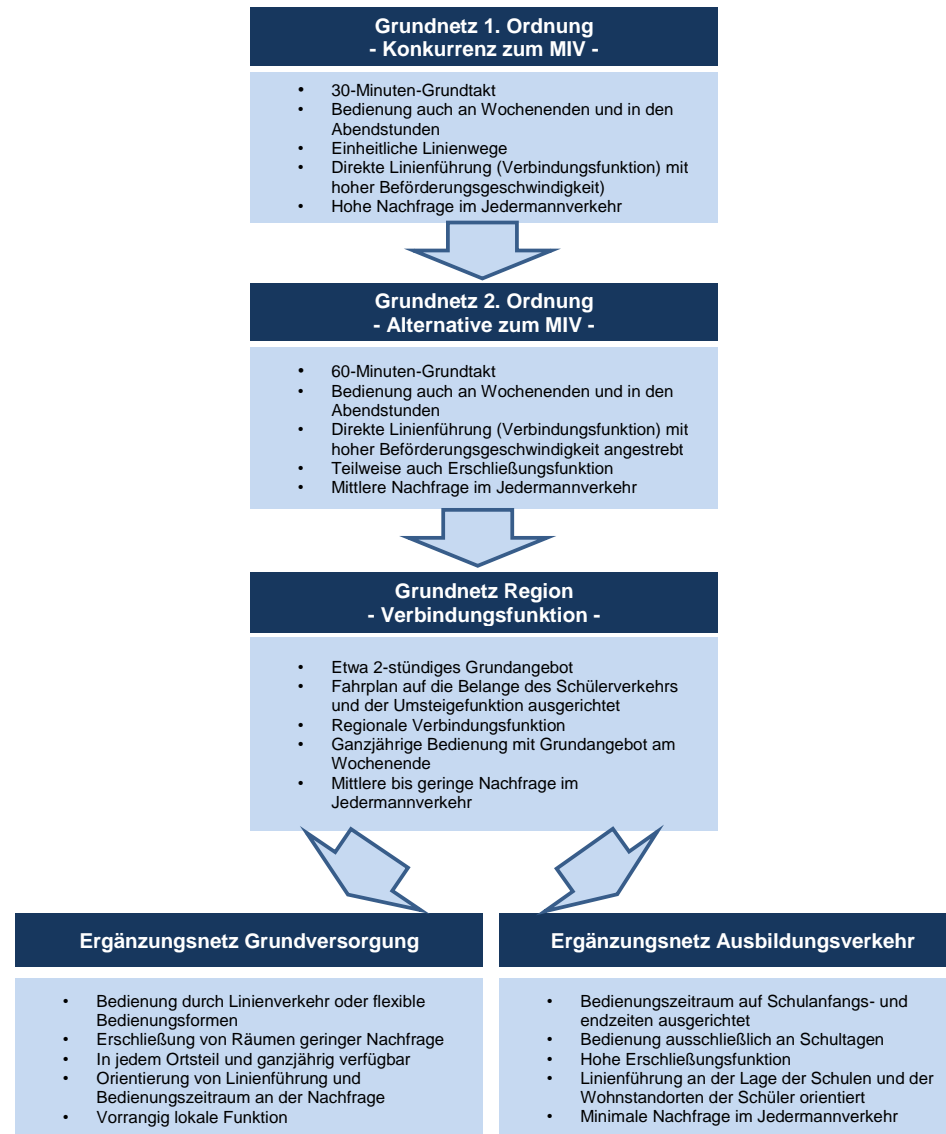 Grundnetz 1. Ordnung
- Konkurrenz zum MIV -
• 30-Minuten-Grundtakt
• Bedienung auch an Wochenenden und in den
Abendstunden
• Einheitliche Linienwege
• Direkte Linienführung (Verbindungsfunktion) mit
hoher Beförderungsgeschwindigkeit)
• Hohe Nachfrage im Jedermannverkehr
Grundnetz 2. Ordnung
- Alternative zum MIV -
• 60-Minuten-Grundtakt
• Bedienung auch an Wochenenden und in den
Abendstunden
• Direkte Linienführung (Verbindungsfunktion) mit
hoher Beförderungsgeschwindigkeit angestrebt
• Teilweise auch Erschließungsfunktion
• Mittlere Nachfrage im Jedermannverkehr
Grundnetz Region
- Verbindungsfunktion -
• Etwa 2-stündiges Grundangebot
• Fahrplan auf die Belange des Schülerverkehrs
und der Umsteigefunktion ausgerichtet
• Regionale Verbindungsfunktion
• Ganzjährige Bedienung mit Grundangebot am
Wochenende
• Mittlere bis geringe Nachfrage im
Jedermannverkehr
Ergänzungsnetz Grundversorgung
• Bedienung durch Linienverkehr oder flexible
Bedienungsformen
• Erschließung von Räumen geringer Nachfrage
• In jedem Ortsteil und ganzjährig verfügbar
• Orientierung von Linienführung und
Bedienungszeitraum an der Nachfrage
• Vorrangig lokale Funktion
Ergänzungsnetz Ausbildungsverkehr
• Bedienungszeitraum auf Schulanfangs- und
endzeiten ausgerichtet
• Bedienung ausschließlich an Schultagen
• Hohe Erschließungsfunktion
• Linienführung an der Lage der Schulen und der
Wohnstandorten der Schüler orientiert
• Minimale Nachfrage im Jedermannverkehr